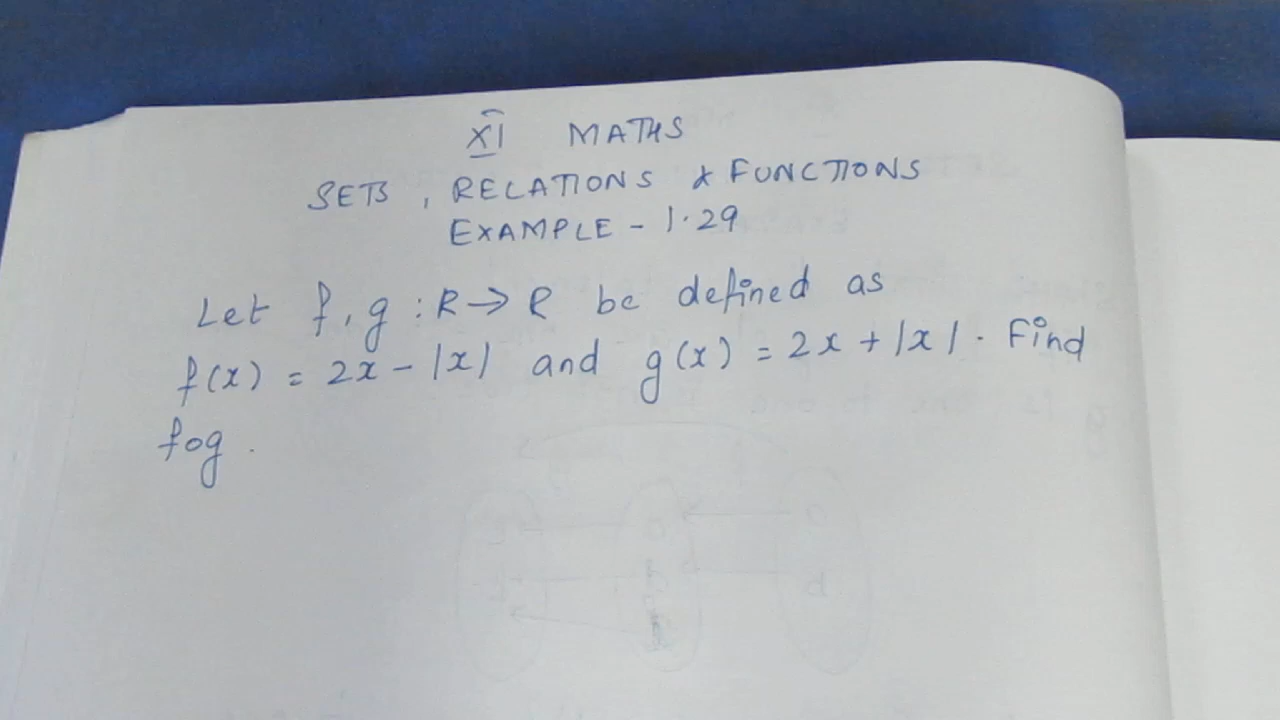 XI MATHS
SETS, RELATIONS & FUNCTIONS
EXAMPLE - 1.29
Let f, g : R → R be defined as
f(x) = 2x - |x| and g(x) = 2x + |x|. Find
fog.